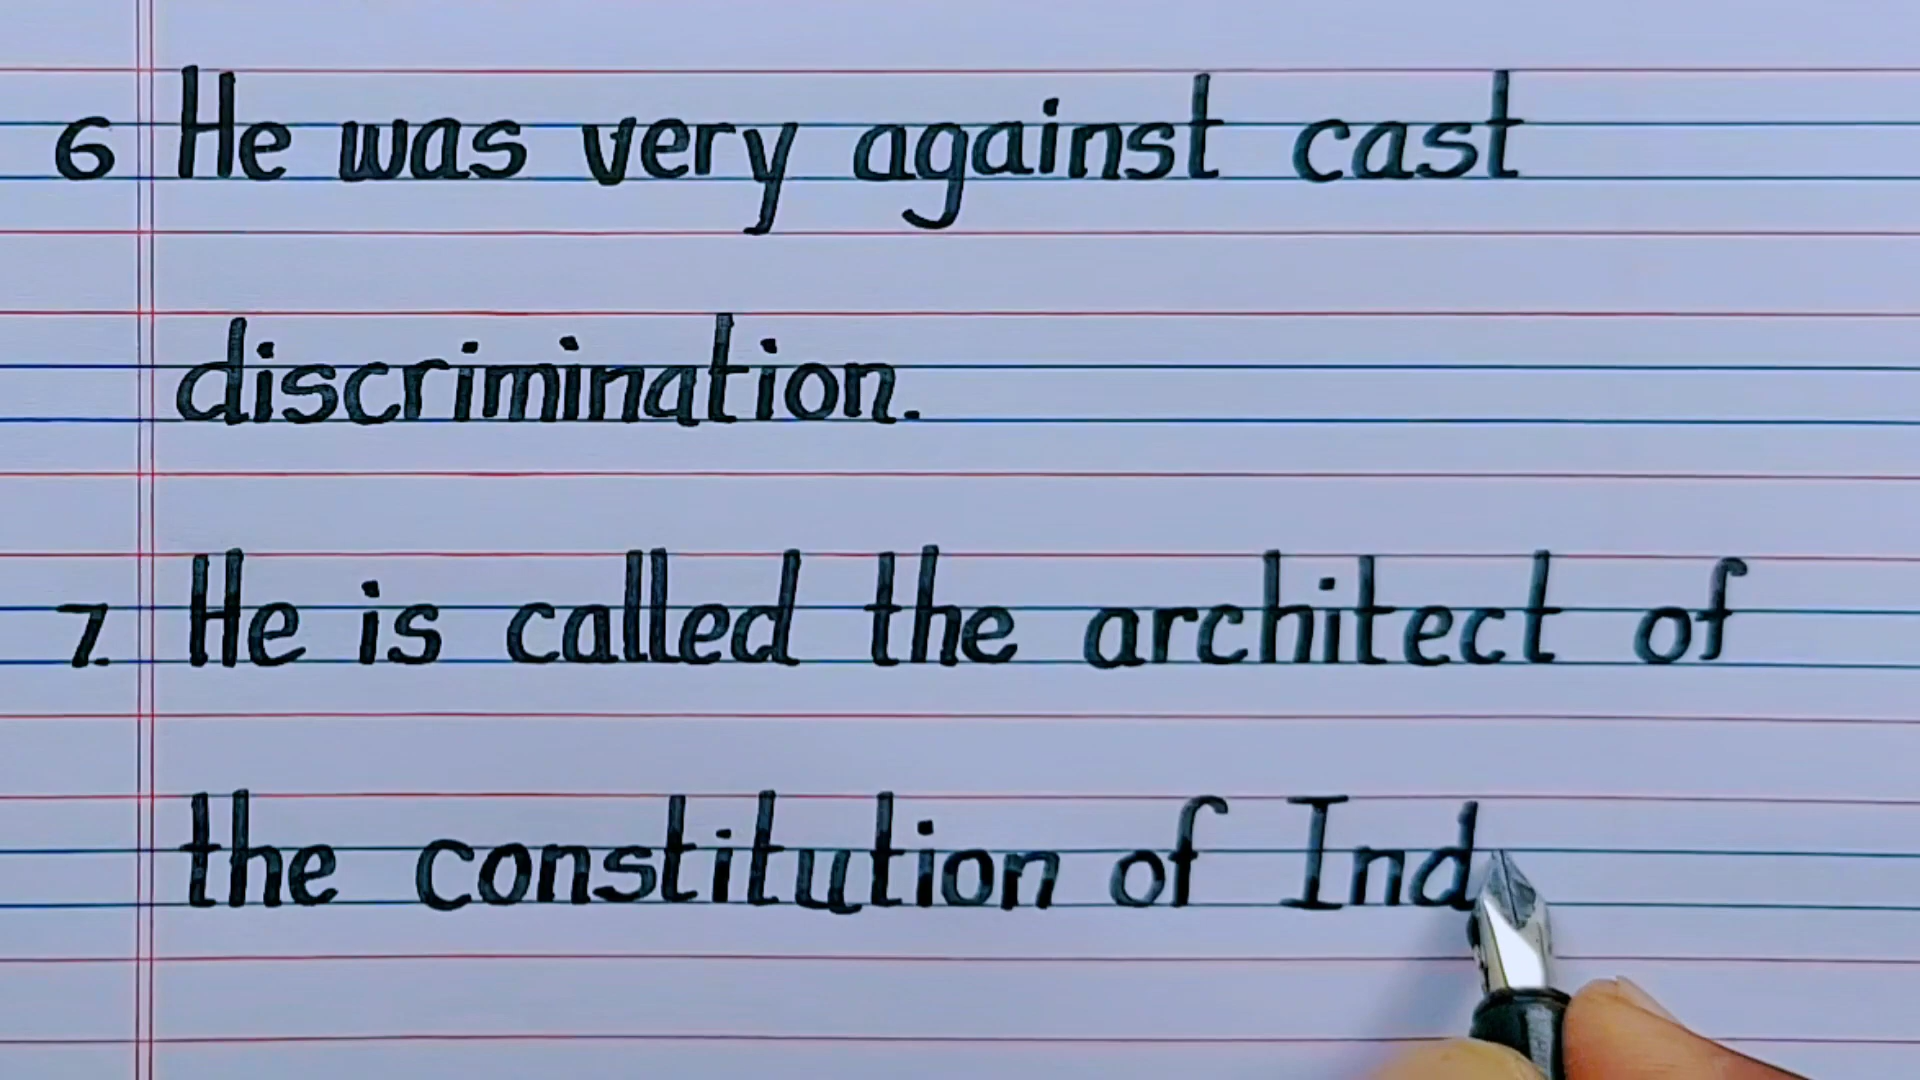 6 He was very against cast
discrimination.
7. He is called the architect of
the constitution of Ind